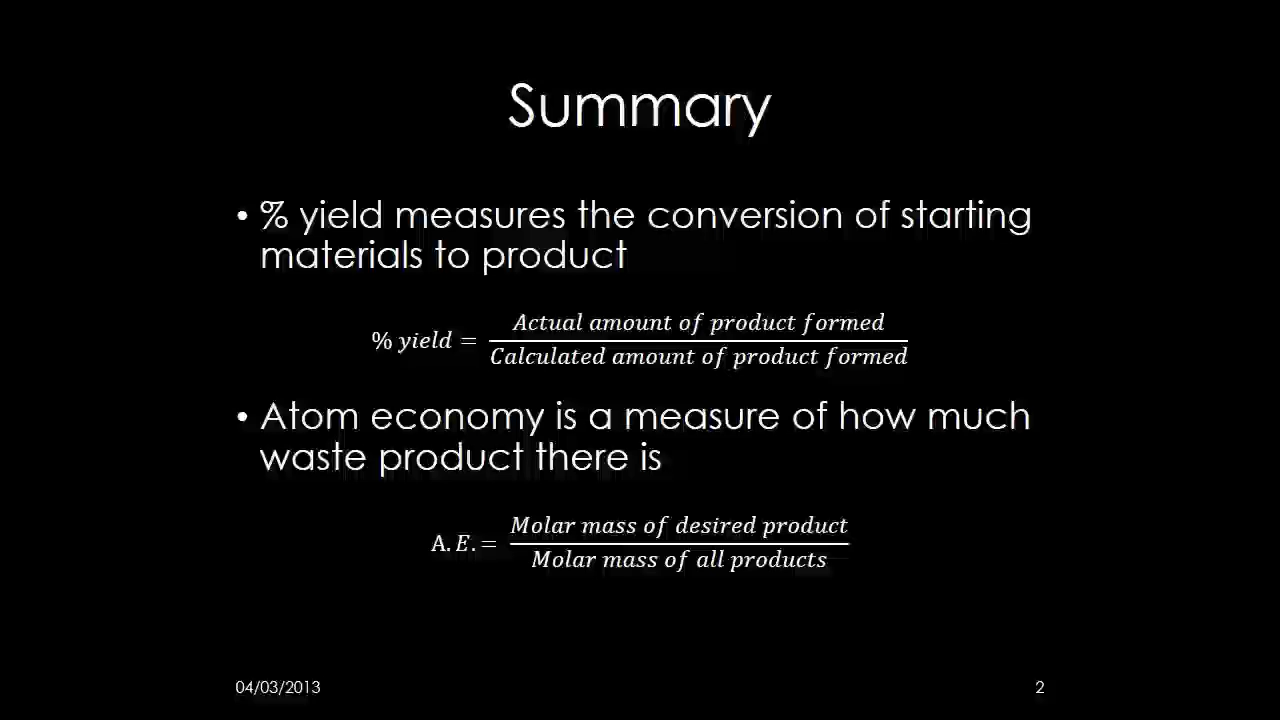 Summary
• % yield measures the conversion of starting
materials to product
% yield = Actual amount of product formed
Calculated amount of product formed
• Atom economy is a measure of how much
waste product there is
A. E. = Molar mass of desired product
Molar mass of all products
04/03/2013
2